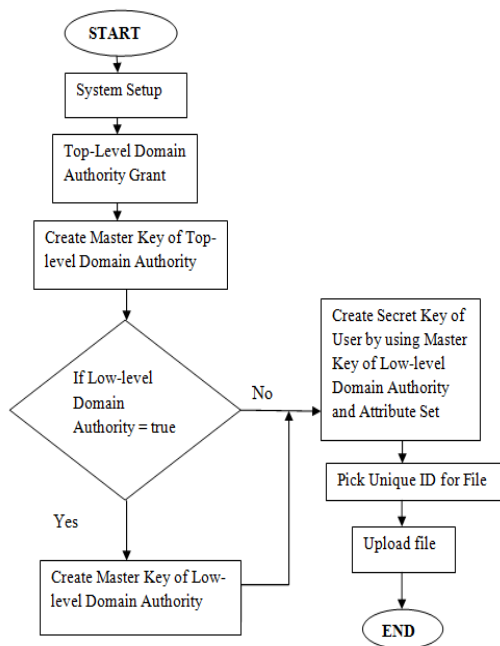 START
System Setup
Top-Level Domain
Authority Grant
Create Master Key of Top-
level Domain Authority
If Low-level
Domain
Authority = true
No
Yes
Create Master Key of Low-
level Domain Authority
Create Secret Key of
User by using Master
Key of Low-level
Domain Authority
and Attribute Set
Pick Unique ID for File
Upload file
END